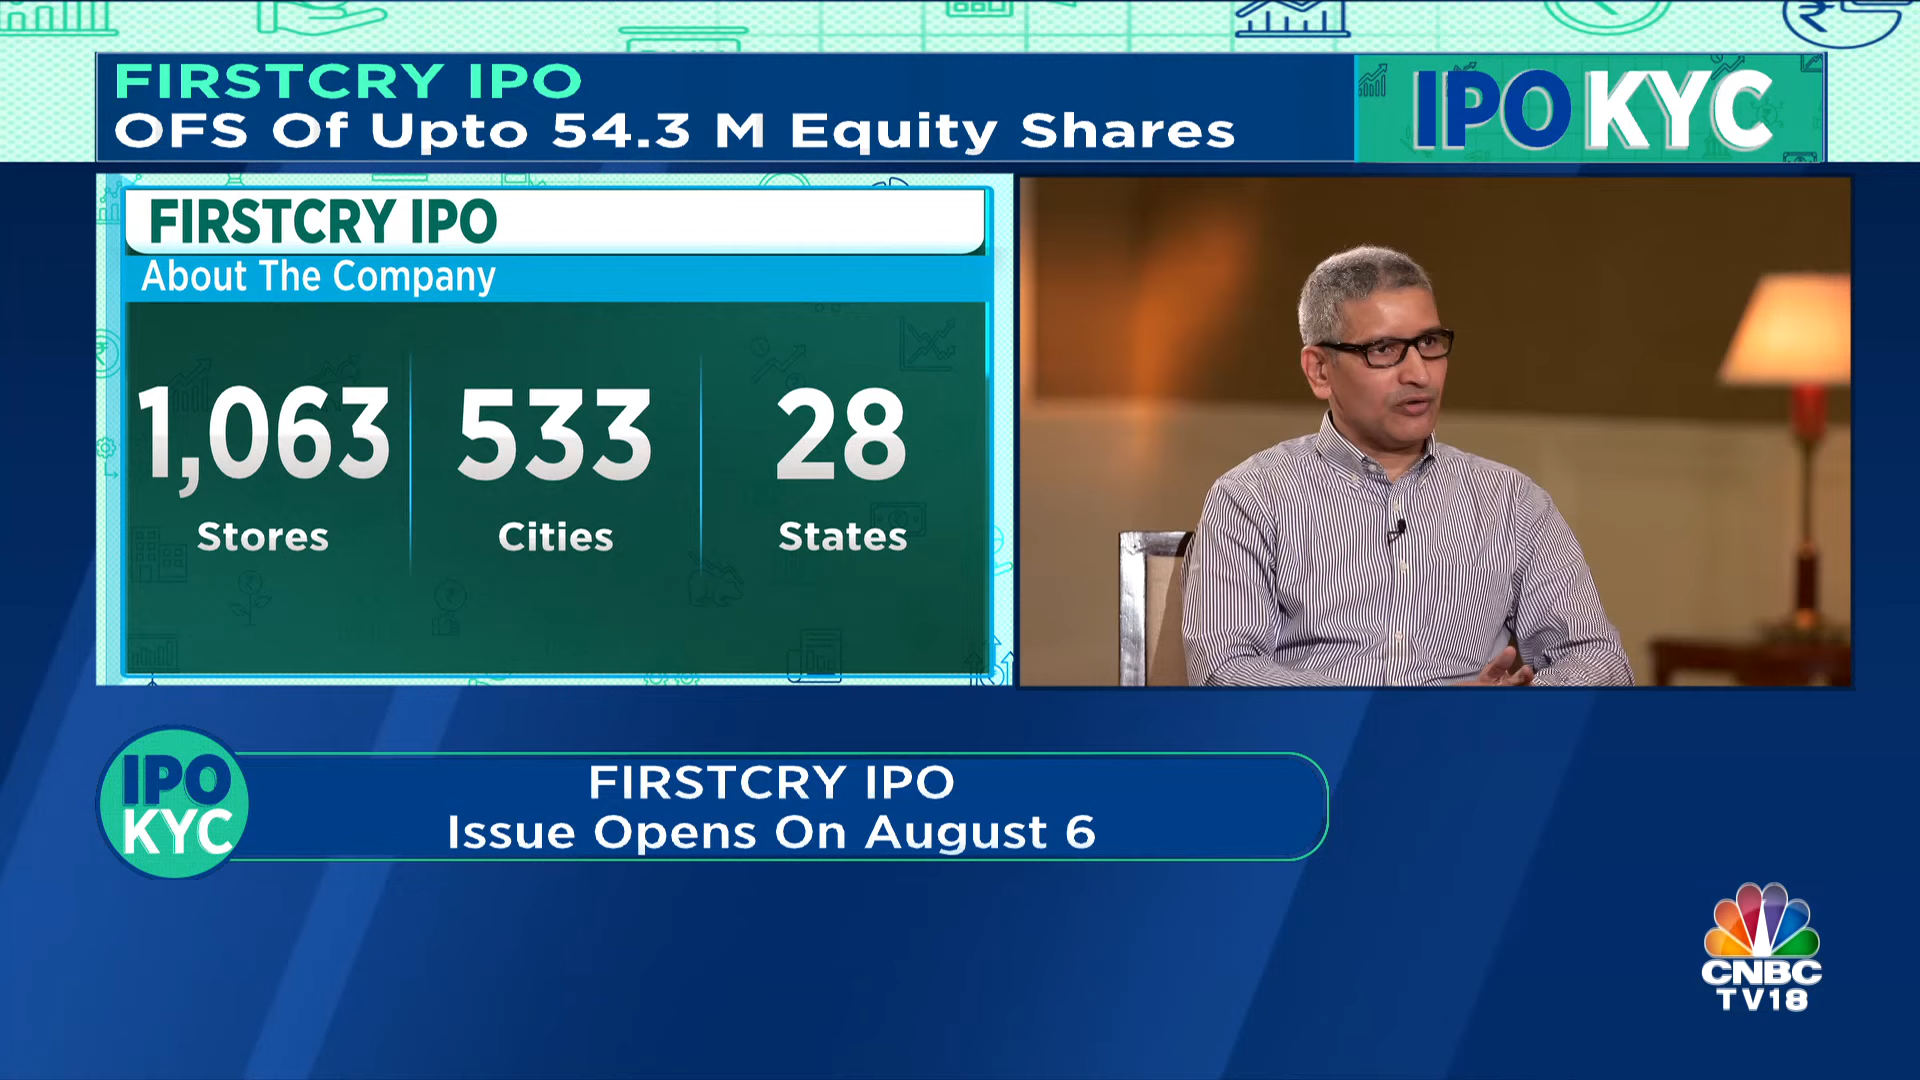 FIRSTCRY IPO
OFS Of Upto 54.3 M Equity Shares
IPO KYC
FIRSTCRY IPO
About The Company
1,063
Stores
533
Cities
28
States
IPO
KYC
FIRSTCRY IPO
Issue Opens On August 6
CNBC
TV18